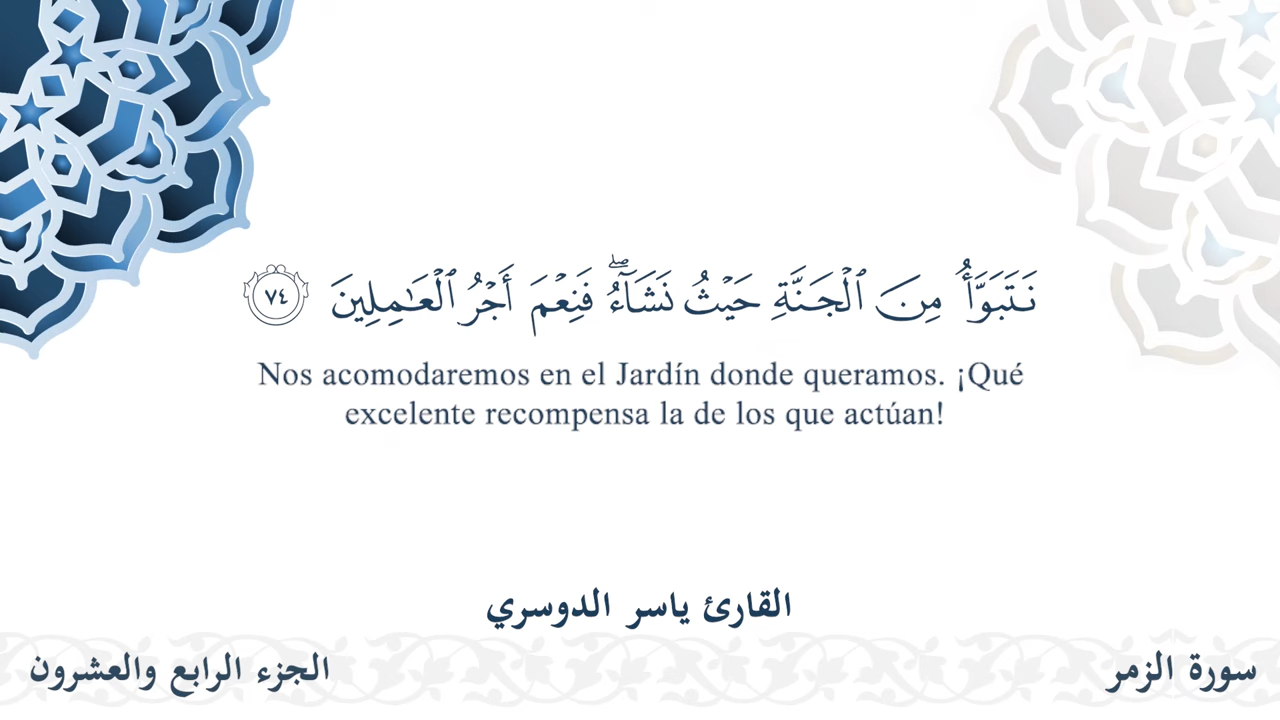 نَتَبَوَّأُ مِنَ ٱلْجَنَّةِ حَيْثُ نَشَآءُ ۖ فَنِعْمَ أَجْرُ ٱلْعَـٰمِلِينَ ٧٤
Nos acomodaremos en el Jardín donde queramos. ¡Qué
excelente recompensa la de los que actúan!
القارئ ياسر الدوسري
سورة الزمر
الجزء الرابع والعشرون